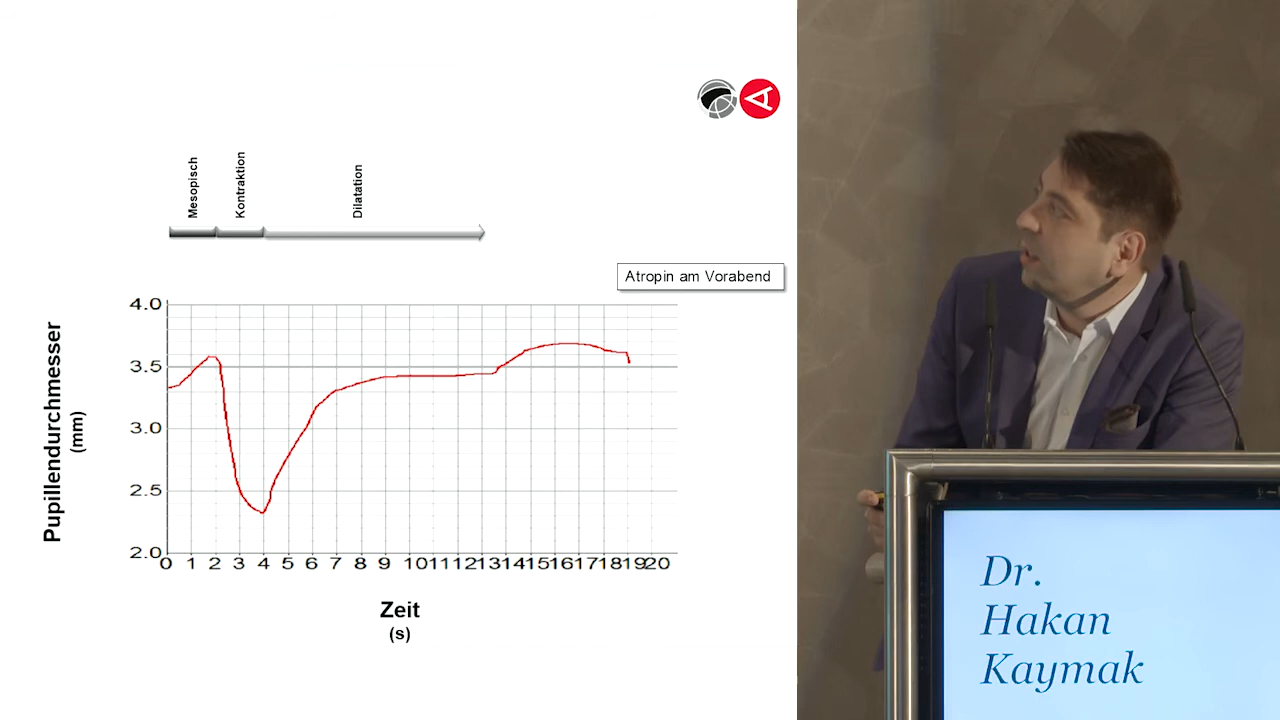 Mesopisch
Kontraktion
Dilatation
Atropin am Vorabend
Pupillendurchmesser
(mm)
4.0
3.5
3.0
2.5
2.0
0 1 2 3 4 5 6 7 8 9 10 11 12 13 14 15 16 17 18 19 20
Zeit
(s)
Dr.
Hakan
Kaymak